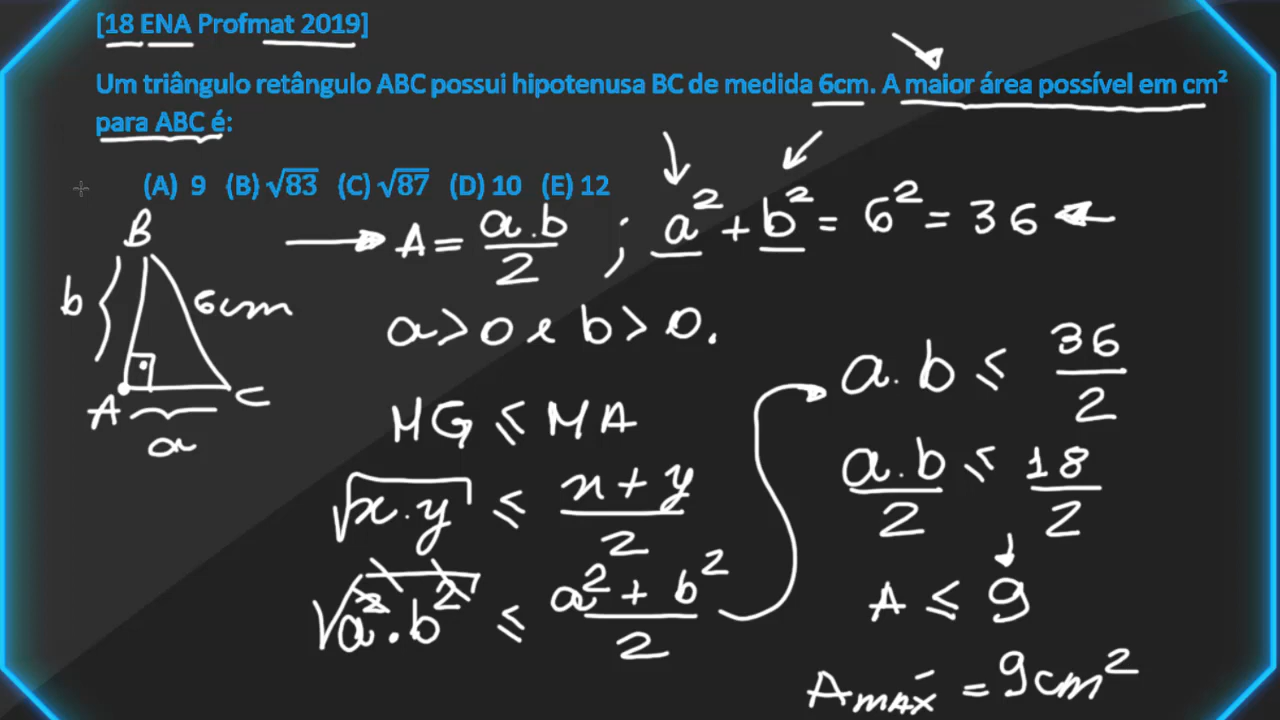 [18 ENA Profmat 2019]
Um triângulo retângulo ABC possui hipotenusa BC de medida 6cm. A maior área possível em cm²
para ABC é:
(A) 9 (B) √83 (C) √87 (D) 10 (E) 12
B
b
6cm
A
C
a
A = a.b/2 ; a² + b² = 6² = 36
a > 0 e b > 0.
MG ⩽ MA
√x.y ⩽ x + y/2
√a².b² ⩽ a² + b²/2
a.b ⩽ 36/2
a.b/2 ⩽ 18/2
A ⩽ 9
Amáx = 9cm²